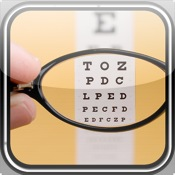 E
T O Z
P D C
L P E D
P E C F D
E D F C Z P